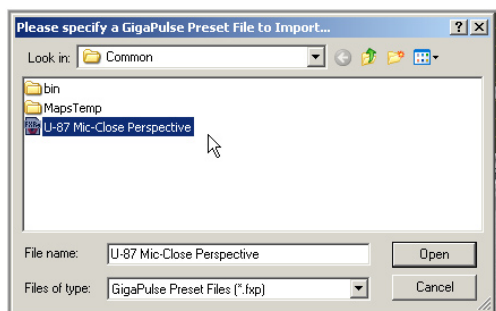 Please specify a GigaPulse Preset File to Import...
Look in: Common
bin
MapsTemp
U-87 Mic-Close Perspective
File name: U-87 Mic-Close Perspective Open
Files of type: GigaPulse Preset Files (*.fxp) Cancel